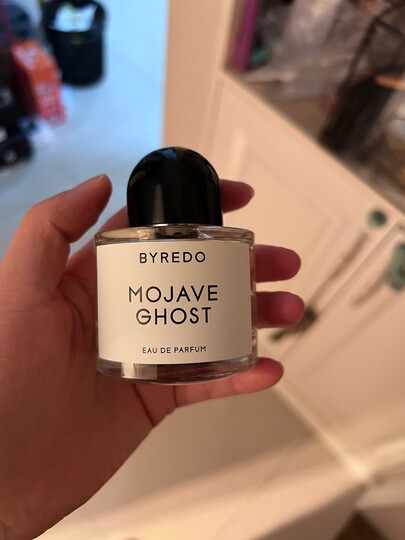 BYREDO
MOJAVE
GHOST
EAU DE PARFUM